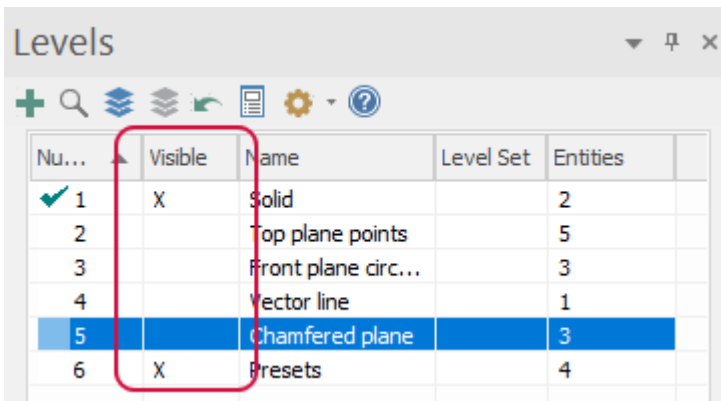 Levels
Nu... Visible Name Level Set Entities
1 X Solid 2
2 Top plane points 5
3 Front plane circ... 3
4 Vector line 1
5 Chamfered plane 3
6 X Presets 4